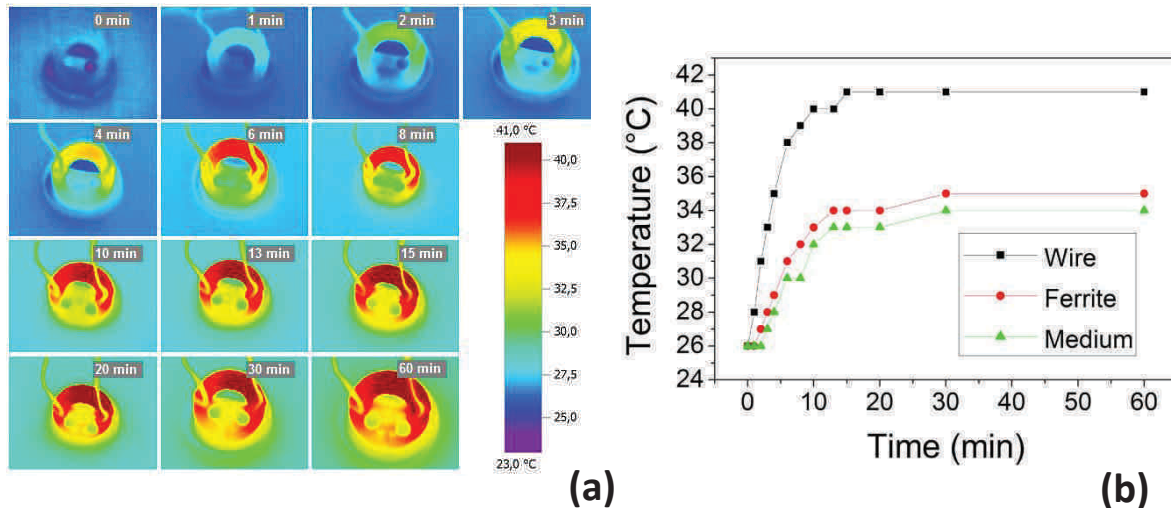 0 min
1 min
2 min
3 min
4 min
6 min
8 min
10 min
13 min
15 min
20 min
30 min
60 min
41,0 °C
40,0
37,5
35,0
32,5
30,0
27,5
25,0
23,0 °C
(a)
Temperature (°C)
42
40
38
36
34
32
30
28
26
24
0 10 20 30 40 50 60
Time (min)
Wire
Ferrite
Medium
(b)